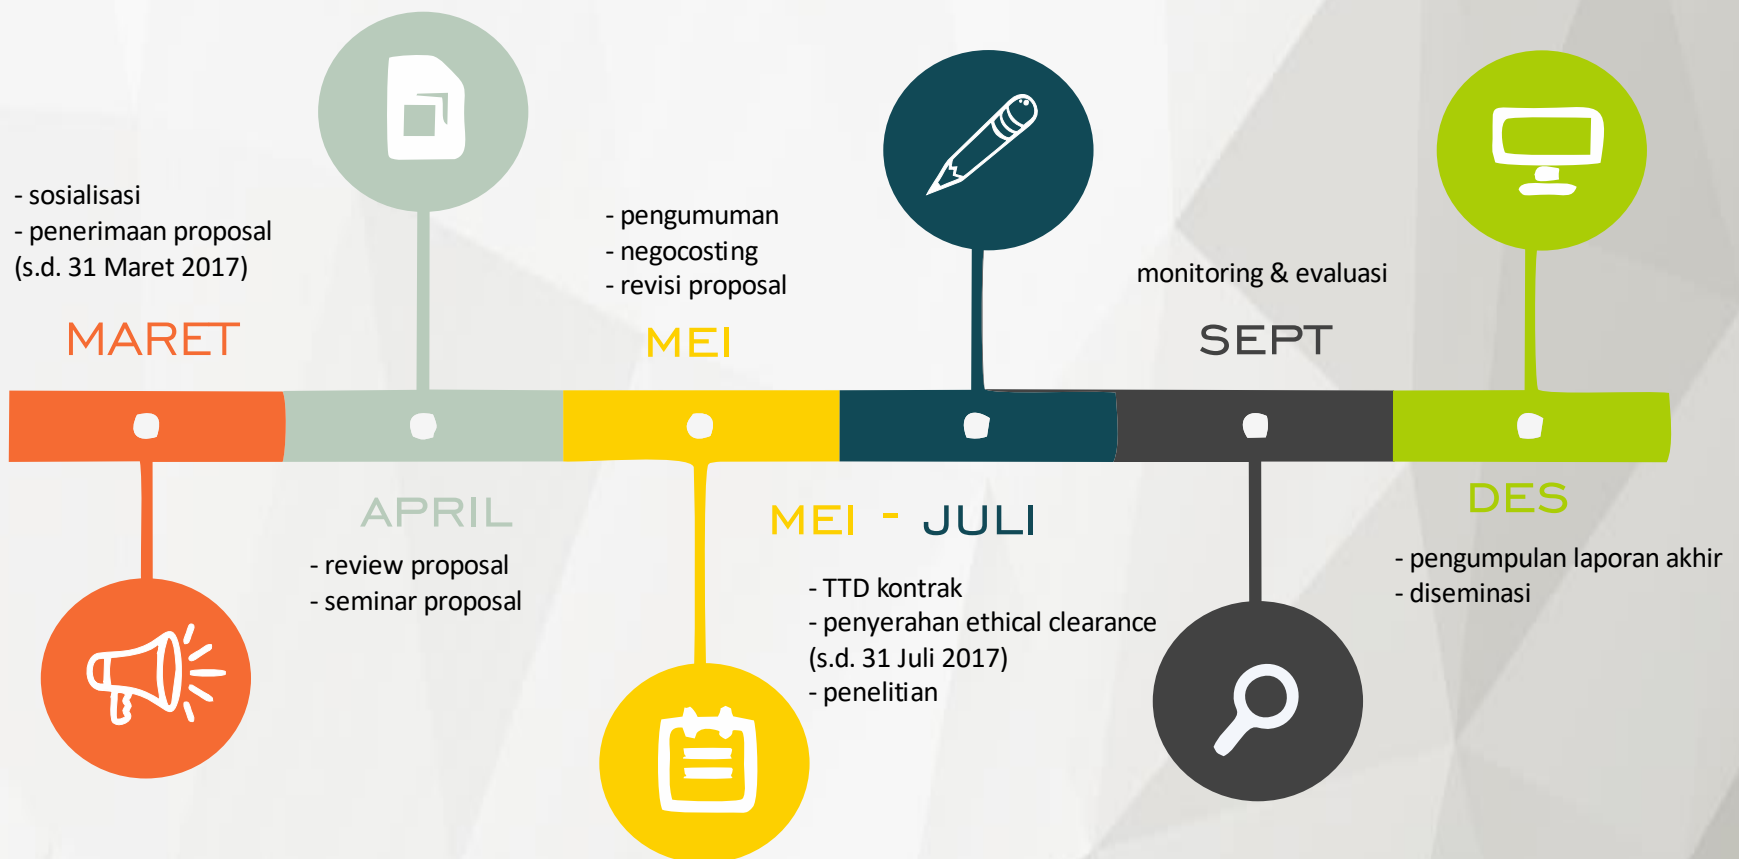 - sosialisasi
- penerimaan proposal
(s.d. 31 Maret 2017)
MARET
APRIL
- review proposal
- seminar proposal
- pengumuman
- negocosting
- revisi proposal
MEI
MEI - JULI
- TTD kontrak
- penyerahan ethical clearance
(s.d. 31 Juli 2017)
- penelitian
monitoring & evaluasi
SEPT
DES
- pengumpulan laporan akhir
- diseminasi